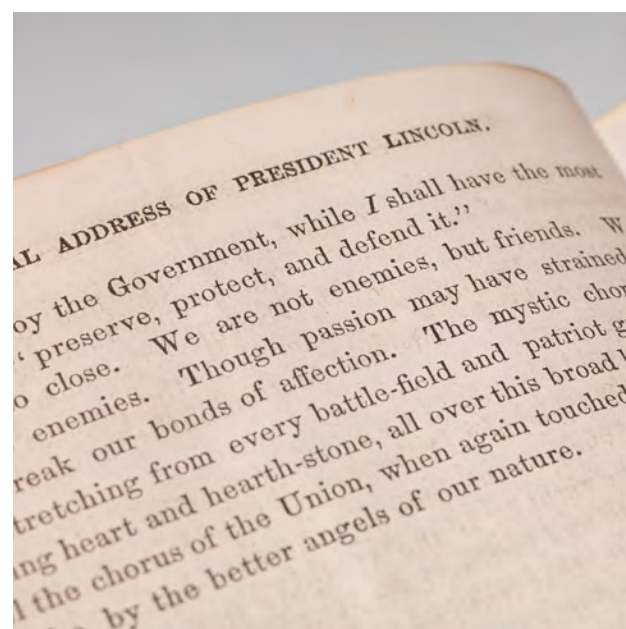 AL ADDRESS OF PRESIDENT LINCOLN.
oy the Government, while I shall have the most
“preserve, protect, and defend it.”
o close. We are not enemies, but friends. W
enemies. Though passion may have strained
reak our bonds of affection. The mystic chor
tretching from every battle-field and patriot g
ng heart and hearth-stone, all over this broad l
l the chorus of the Union, when again touched
by the better angels of our nature.